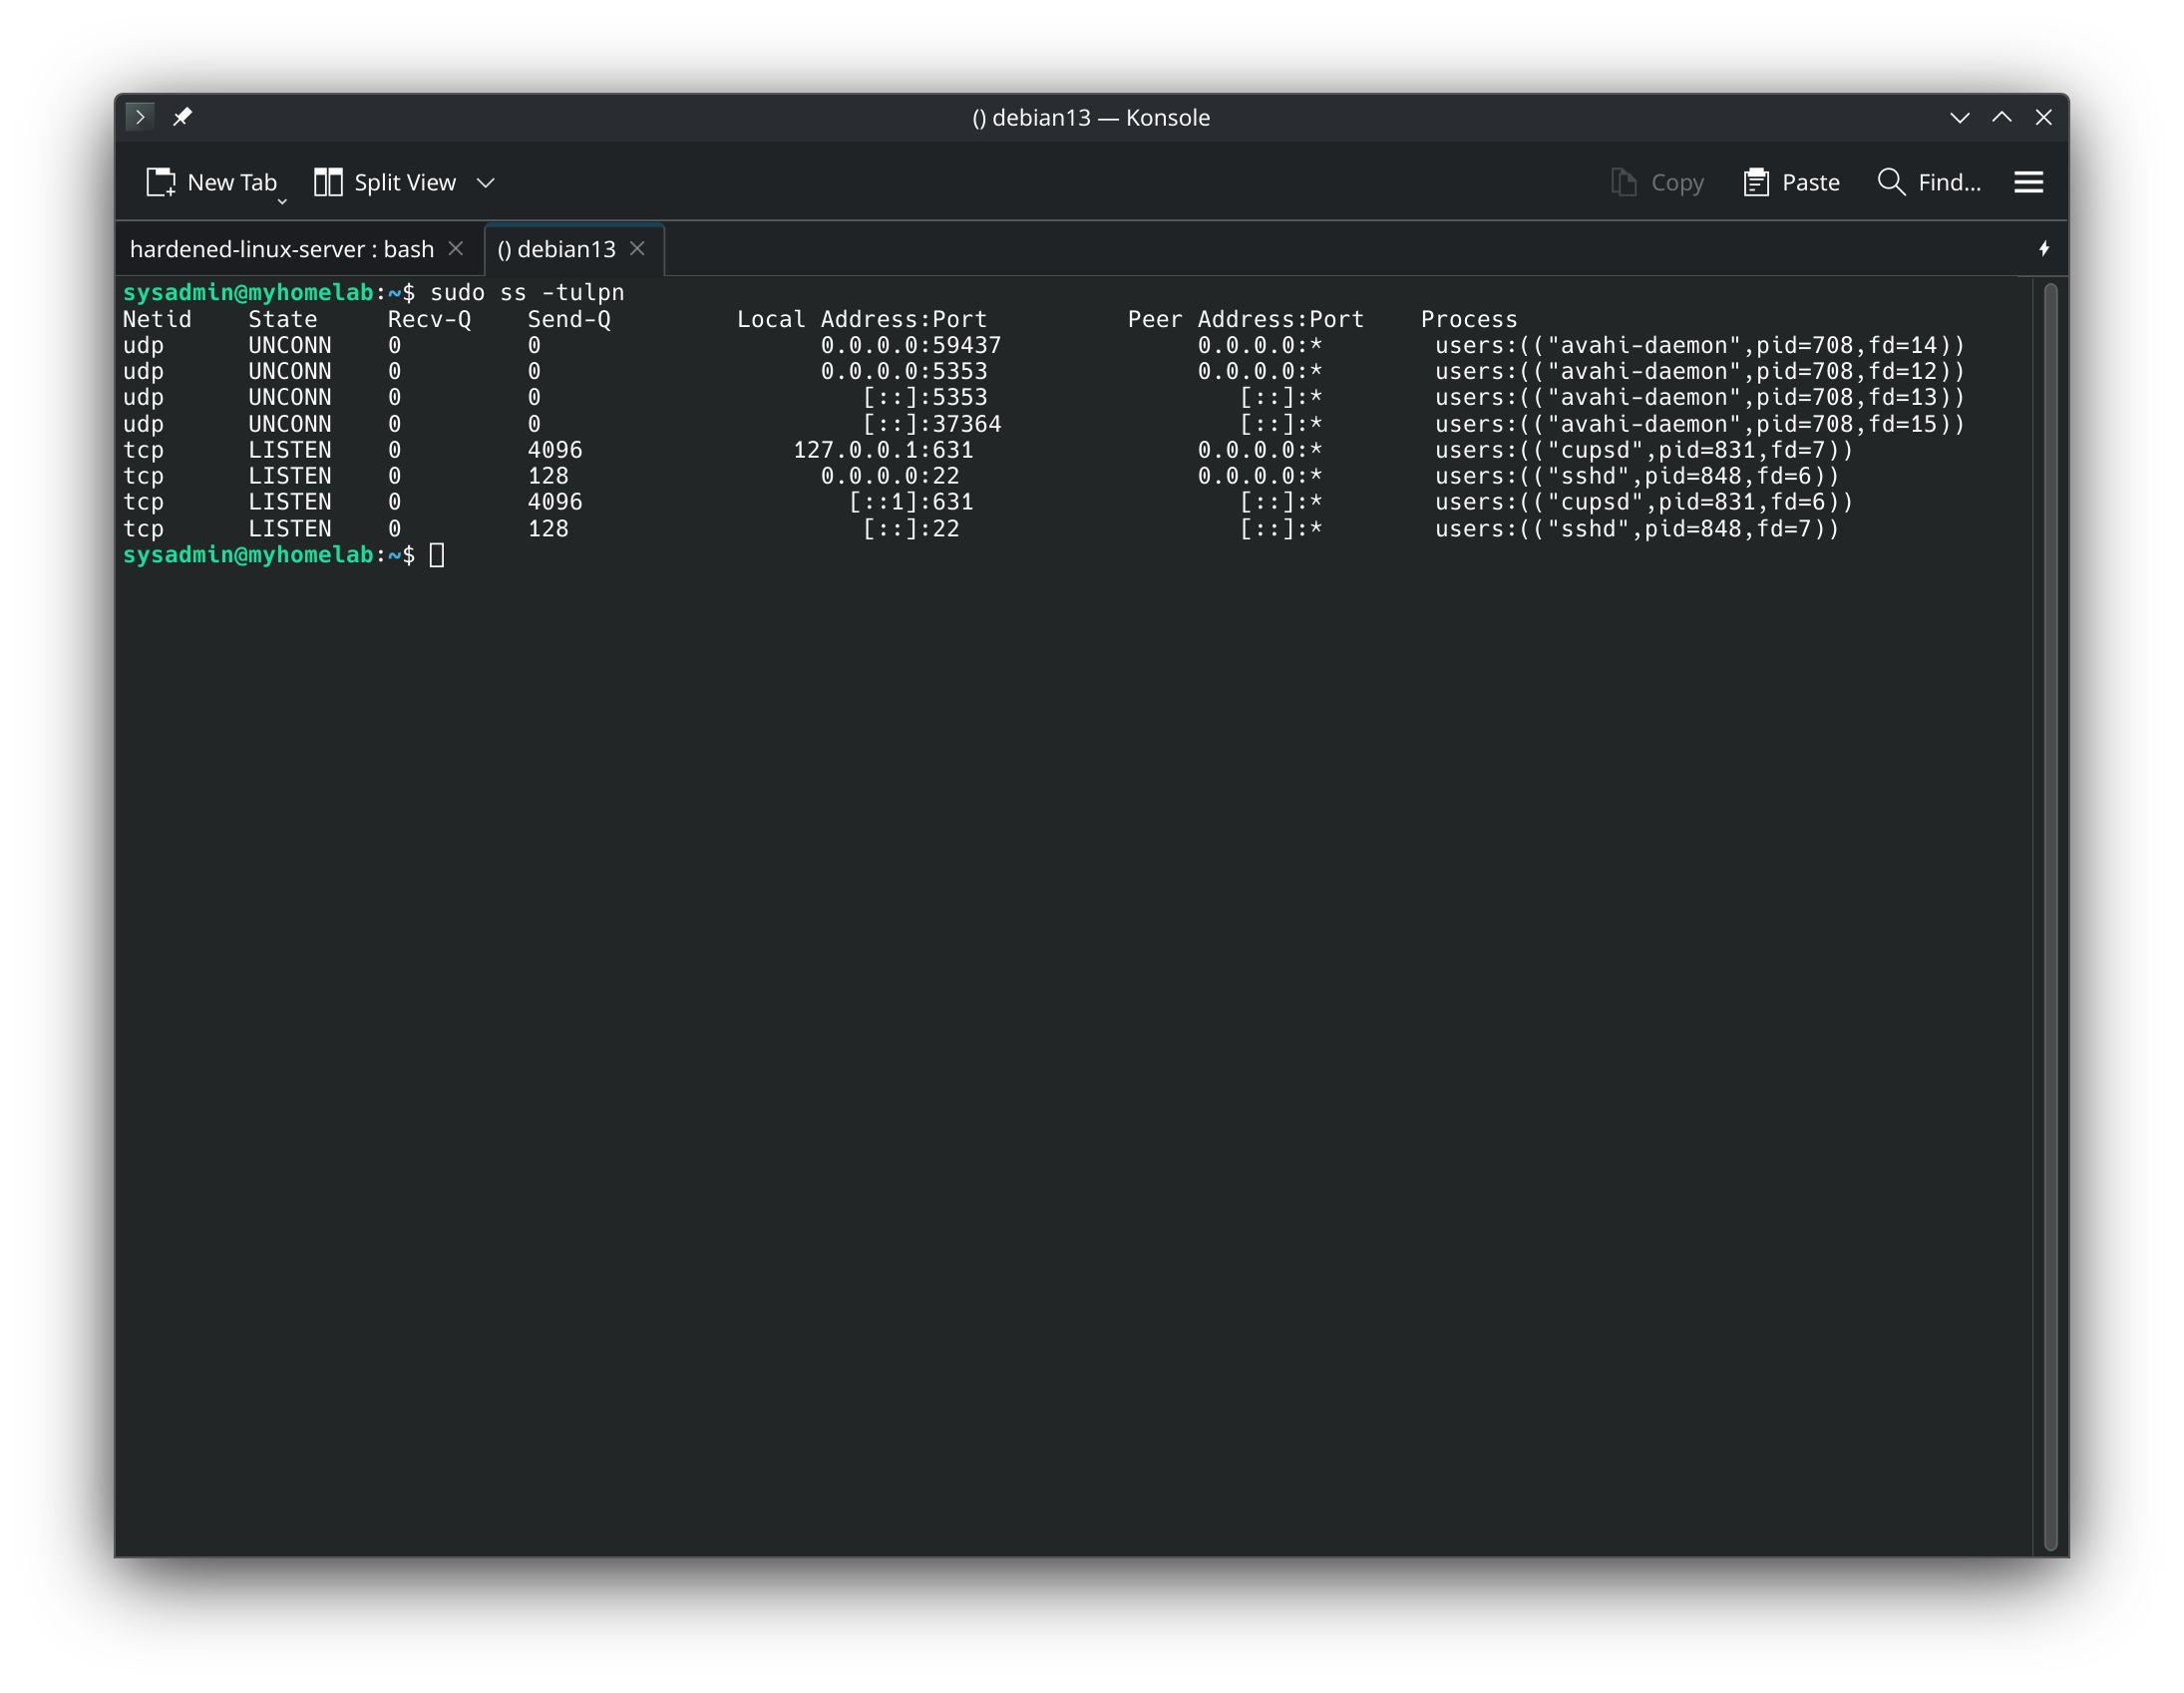 () debian13 — Konsole
New Tab Split View Copy Paste Find...
hardened-linux-server : bash () debian13
sysadmin@myhomelab:~$ sudo ss -tulpn
Netid State Recv-Q Send-Q Local Address:Port Peer Address:Port Process
udp UNCONN 0 0 0.0.0.0:59437 0.0.0.0:* users:(("avahi-daemon",pid=708,fd=14))
udp UNCONN 0 0 0.0.0.0:5353 0.0.0.0:* users:(("avahi-daemon",pid=708,fd=12))
udp UNCONN 0 0 [::]:5353 [::]:* users:(("avahi-daemon",pid=708,fd=13))
udp UNCONN 0 0 [::]:37364 [::]:* users:(("avahi-daemon",pid=708,fd=15))
tcp LISTEN 0 4096 127.0.0.1:631 0.0.0.0:* users:(("cupsd",pid=831,fd=7))
tcp LISTEN 0 128 0.0.0.0:22 0.0.0.0:* users:(("sshd",pid=848,fd=6))
tcp LISTEN 0 4096 [::1]:631 [::]:* users:(("cupsd",pid=831,fd=6))
tcp LISTEN 0 128 [::]:22 [::]:* users:(("sshd",pid=848,fd=7))
sysadmin@myhomelab:~$